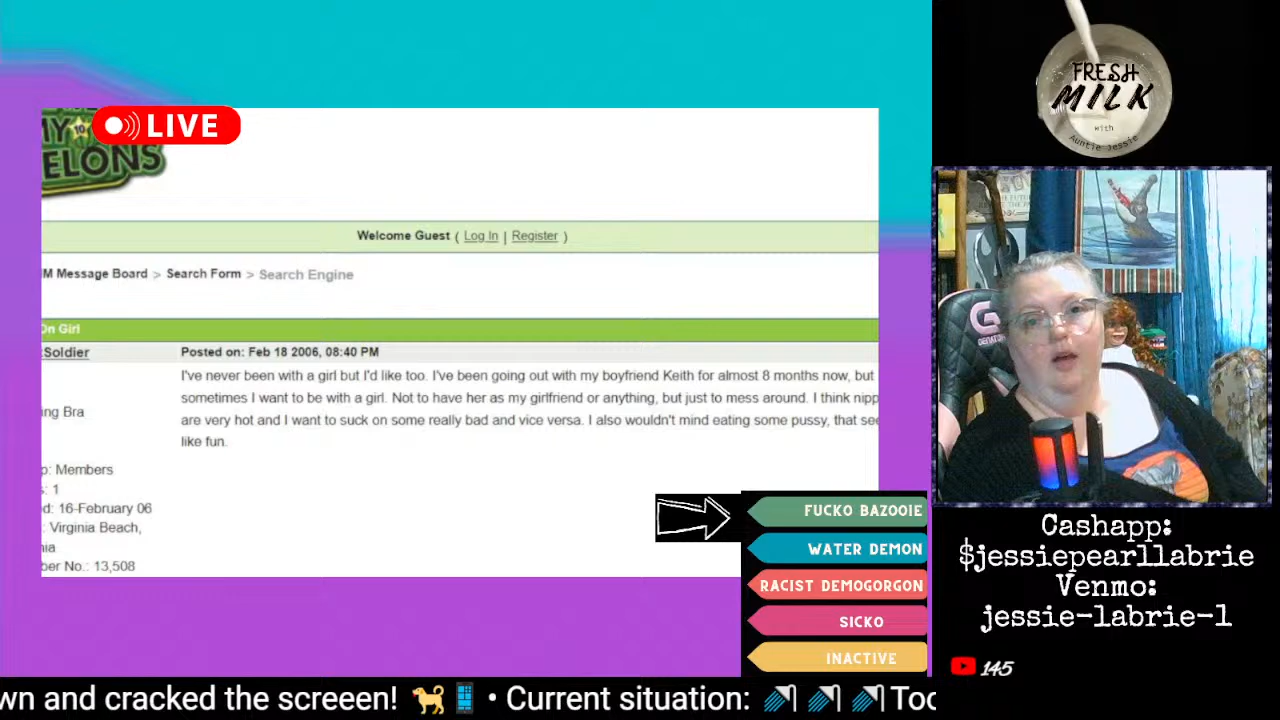 MY 10
ELONS
LIVE
Welcome Guest ( Log In | Register )
M Message Board > Search Form > Search Engine
On Girl
Soldier
Posted on: Feb 18 2006, 08:40 PM
I've never been with a girl but I'd like too. I've been going out with my boyfriend Keith for almost 8 months now, but
sometimes I want to be with a girl. Not to have her as my girlfriend or anything, but just to mess around. I think nipp
are very hot and I want to suck on some really bad and vice versa. I also wouldn't mind eating some pussy, that see
like fun.
ng Bra
p: Members
: 1
d: 16-February 06
: Virginia Beach,
nia
ber No.: 13,508
FUCKO BAZOOIE
WATER DEMON
RACIST DEMOGORGON
SICKO
INACTIVE
FRESH
MILK
with
Auntie Jessie
Cashapp:
$jessiepearllabrie
Venmo:
jessie-labrie-1
145
wn and cracked the screeen! 🐕📱 • Current situation: 🚿 🚿 🚿 Too